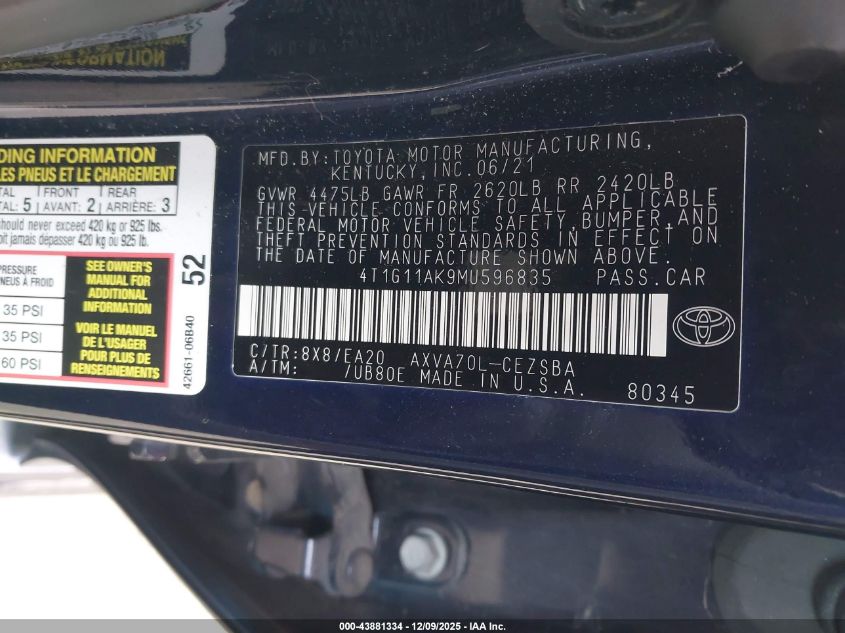 DING INFORMATION
LES PNEUS ET LE CHARGEMENT
TAL FRONT REAR
TAL: 5 AVANT: 2 ARRIÈRE: 3
should never exceed 420 kg or 925 lbs.
oit jamais dépasser 420 kg ou 925 lb.
PRESSURE
PNEUS À FROID
35 PSI
35 PSI
60 PSI
SEE OWNER'S
MANUAL FOR
ADDITIONAL
INFORMATION
VOIR LE MANUEL
DE L'USAGER
POUR PLUS DE
RENSEIGNEMENTS
52
42661-06B40
MFD.BY:TOYOTA MOTOR MANUFACTURING,
KENTUCKY, INC.06/21
GVWR 4475LB GAWR FR 2620LB RR 2420LB
THIS VEHICLE CONFORMS TO ALL APPLICABLE
FEDERAL MOTOR VEHICLE SAFETY, BUMPER, AND
THEFT PREVENTION STANDARDS IN EFFECT ON
THE DATE OF MANUFACTURE SHOWN ABOVE.
4T1G11AK9MU596835 PASS.CAR
C/TR:8X8/EA20 AXVA70L-CEZSBA
A/TM: /UB80E MADE IN U.S.A.
80345
000-43881334 - 12/09/2025 - IAA Inc.